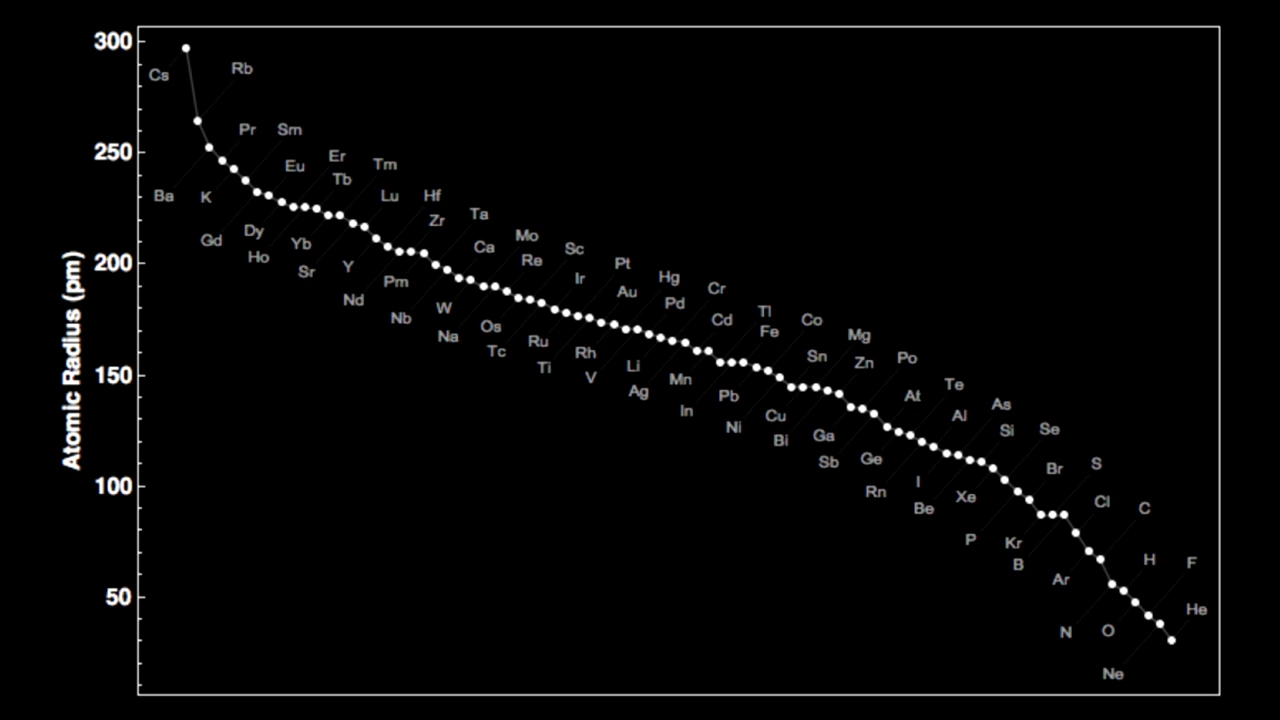 300
250
200
150
100
50
Atomic Radius (pm)
Cs
Rb
Ba
K
Pr
Sm
Gd
Eu
Dy
Ho
Er
Tb
Yb
Sr
Tm
Lu
Y
Nd
Hf
Zr
Pm
Nb
Ta
Ca
W
Na
Mo
Re
Os
Tc
Sc
Ir
Ru
Ti
Pt
Au
Rh
V
Hg
Pd
Li
Ag
Cr
Cd
Mn
In
Tl
Fe
Pb
Ni
Co
Sn
Cu
Bi
Mg
Zn
Ga
Sb
Po
At
Ge
Rn
Te
Al
I
Be
As
Si
Xe
P
Se
Br
Kr
B
S
Cl
Ar
C
H
N
O
F
He
Ne